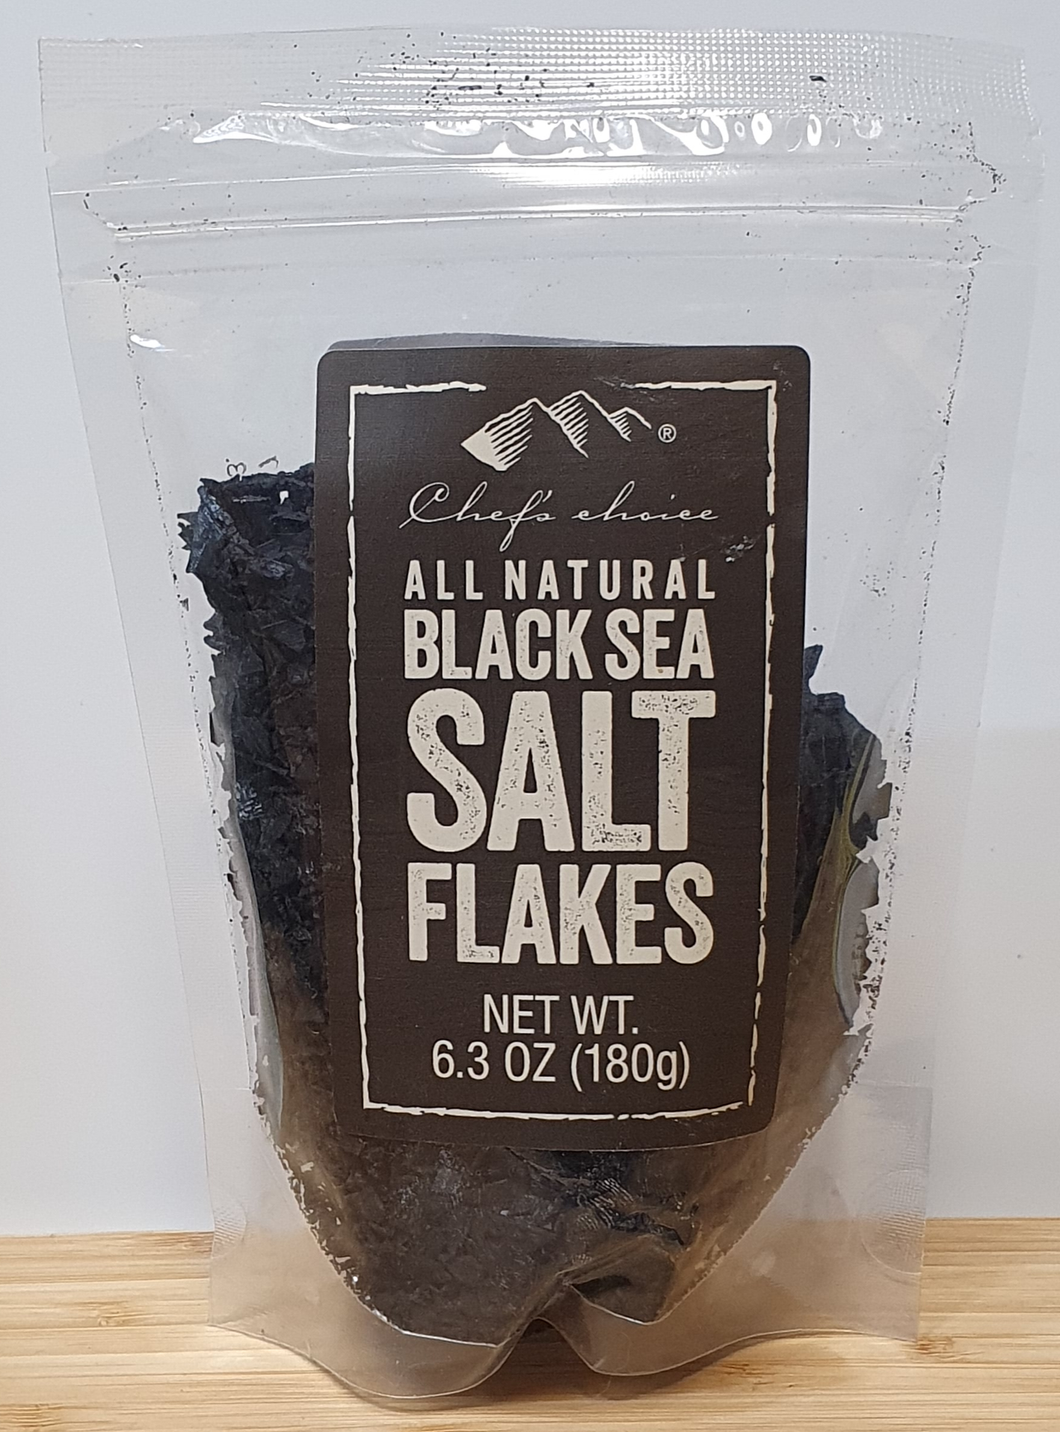 ®
Chef's choice
ALL NATURAL
BLACK SEA
SALT
FLAKES
NET WT.
6.3 OZ (180g)